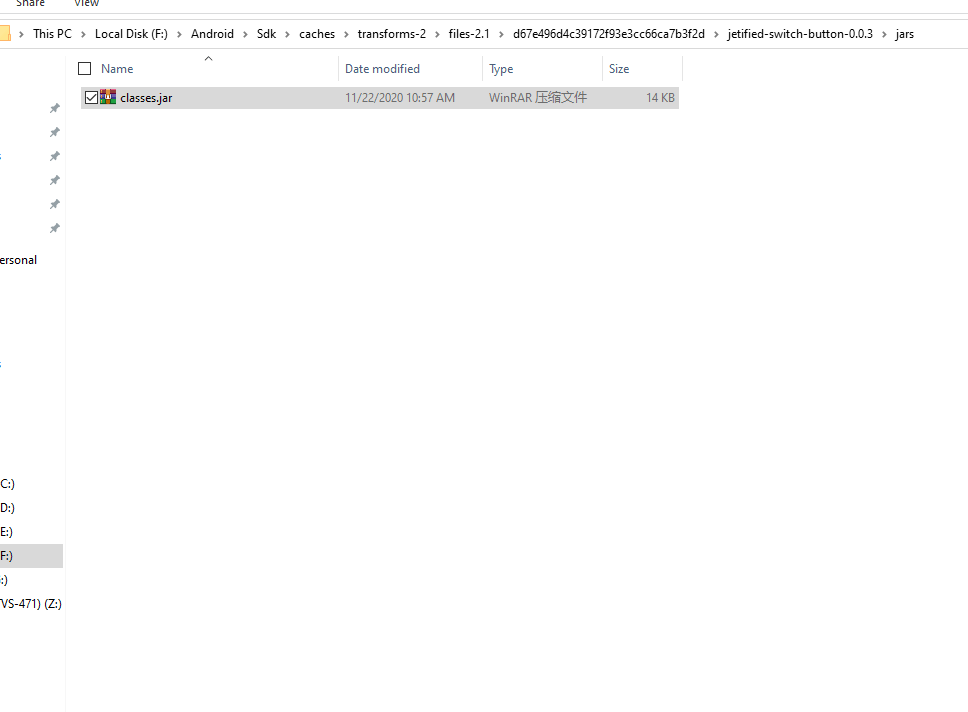 Share View
This PC > Local Disk (F:) > Android > Sdk > caches > transforms-2 > files-2.1 > d67e496d4c39172f93e3cc66ca7b3f2d > jetified-switch-button-0.0.3 > jars
Name Date modified Type Size
classes.jar 11/22/2020 10:57 AM WinRAR 压缩文件 14 KB
ersonal
C:)
D:)
E:)
F:)
:)
VS-471) (Z:)